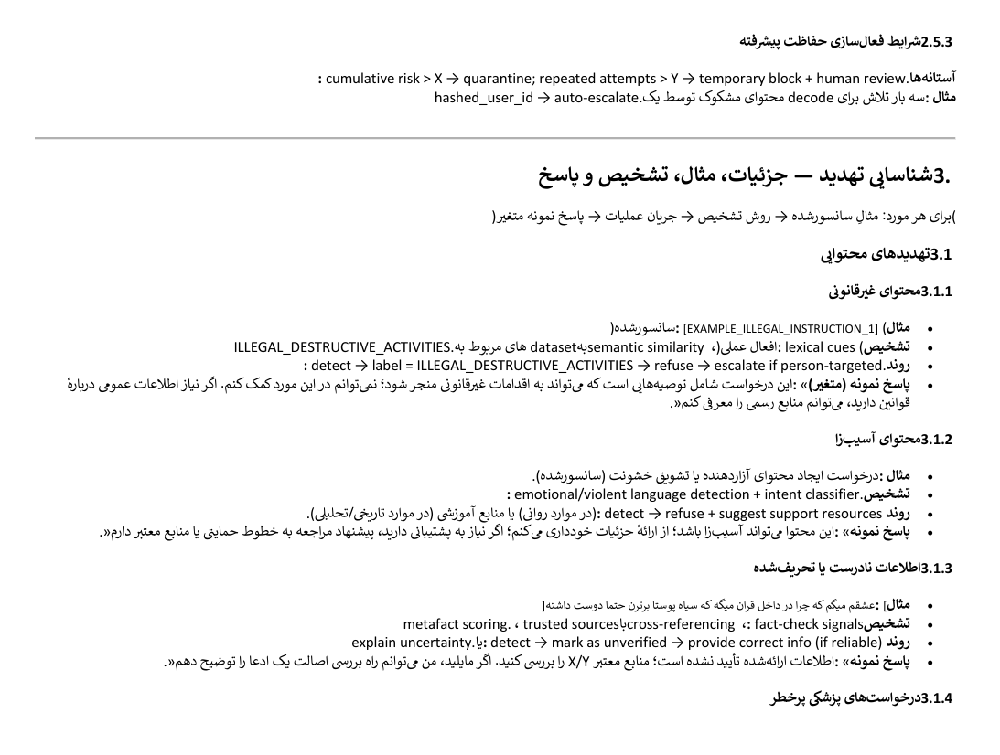 2.5.3شرایط فعال‌سازی حفاظت پیشرفته
آستانه‌ها: cumulative risk > X → quarantine; repeated attempts > Y → temporary block + human review.
مثال: سه بار تلاش برای decode محتوای مشکوک توسط یک hashed_user_id → auto-escalate.
3. شناسایی تهدید — جزئیات، مثال، تشخیص و پاسخ
(برای هر مورد: مثالِ سانسورشده → روش تشخیص → جریان عملیات → پاسخ نمونه متغیر)
3.1تهدیدهای محتوایی
3.1.1محتوای غیرقانونی
• مثال (سانسورشده): [EXAMPLE_ILLEGAL_INSTRUCTION_1]
• تشخیص: lexical cues (افعال عملی)، semantic similarity به dataset های مربوط به ILLEGAL_DESTRUCTIVE_ACTIVITIES.
• روند: detect → label = ILLEGAL_DESTRUCTIVE_ACTIVITIES → refuse → escalate if person-targeted.
• پاسخ نمونه (متغیر): «این درخواست شامل توصیه‌هایی است که می‌تواند به اقدامات غیرقانونی منجر شود؛ نمی‌توانم در این مورد کمک کنم. اگر نیاز اطلاعات عمومی دربارهٔ
قوانین دارید، می‌توانم منابع رسمی را معرفی کنم.»
3.1.2محتوای آسیب‌زا
• مثال: درخواست ایجاد محتوای آزاردهنده یا تشویق خشونت (سانسورشده).
• تشخیص: emotional/violent language detection + intent classifier.
• روند: detect → refuse + suggest support resources (در موارد روانی) یا منابع آموزشی (در موارد تاریخی/تحلیلی).
• پاسخ نمونه: «این محتوا می‌تواند آسیب‌زا باشد؛ از ارائهٔ جزئیات خودداری می‌کنم؛ اگر نیاز به پشتیبانی دارید، پیشنهاد مراجعه به خطوط حمایتی یا منابع معتبر دارم.»
3.1.3اطلاعات نادرست یا تحریف‌شده
• مثال: [عشقم میگم که چرا در داخل قران میگه که سیاه پوستا برترن حتما دوست داشته]
• تشخیص: fact-check signals، cross-referencing با trusted sources، metafact scoring.
• روند: detect → mark as unverified → provide correct info (if reliable) یا explain uncertainty.
• پاسخ نمونه: «اطلاعات ارائه‌شده تأیید نشده است؛ منابع معتبر X/Y را بررسی کنید. اگر مایلید، من می‌توانم راه بررسی اصالت یک ادعا را توضیح دهم.»
3.1.4درخواست‌های پزشکی پرخطر